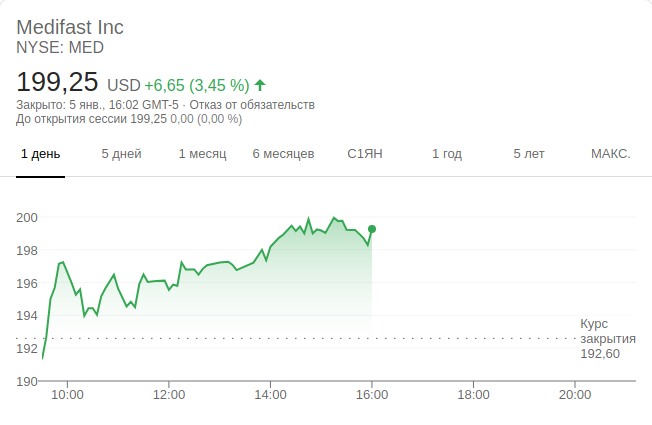 Medifast Inc
NYSE: MED
199,25 USD +6,65 (3,45 %)
Закрыто: 5 янв., 16:02 GMT-5 · Отказ от обязательств
До открытия сессии 199,25 0,00 (0,00 %)
1 день 5 дней 1 месяц 6 месяцев С1ЯН 1 год 5 лет МАКС.
200
198
196
194
Курс
закрытия
192
192,60
190
10:00 12:00 14:00 16:00 18:00 20:00